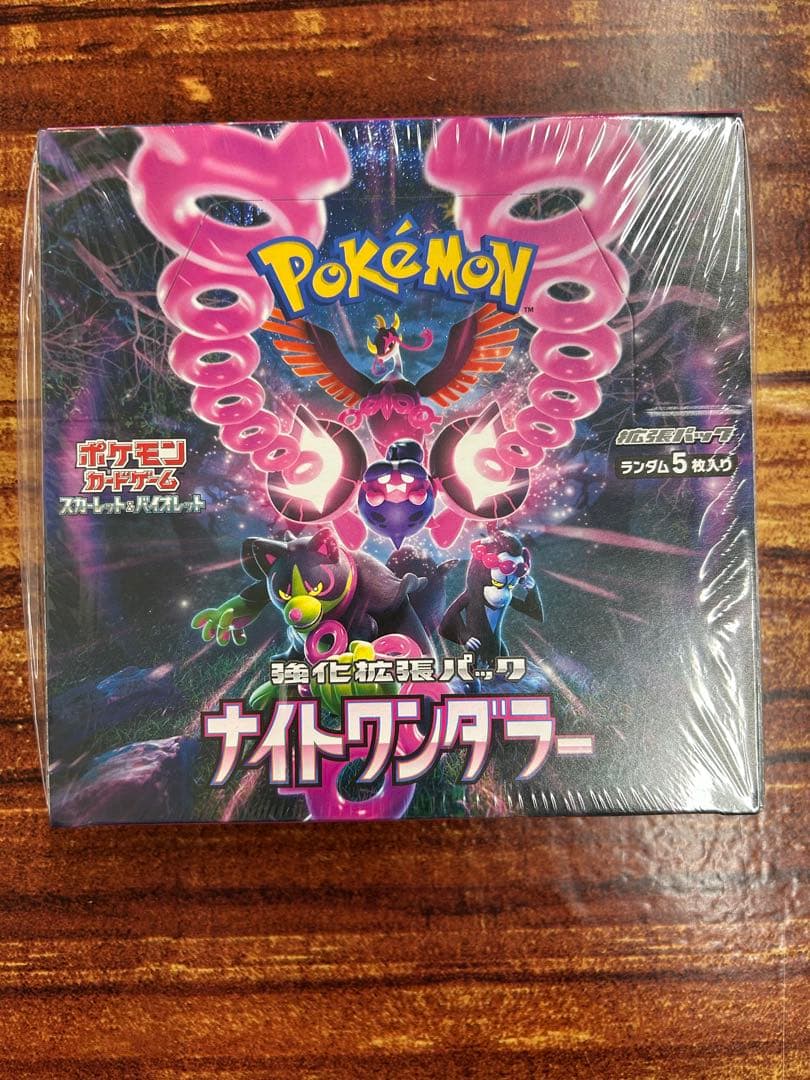 POKéMON
TM
ポケモン
カードゲーム
スカーレット&バイオレット
拡張パック
ランダム5枚入り
強化拡張パック
ナイトワンダラー